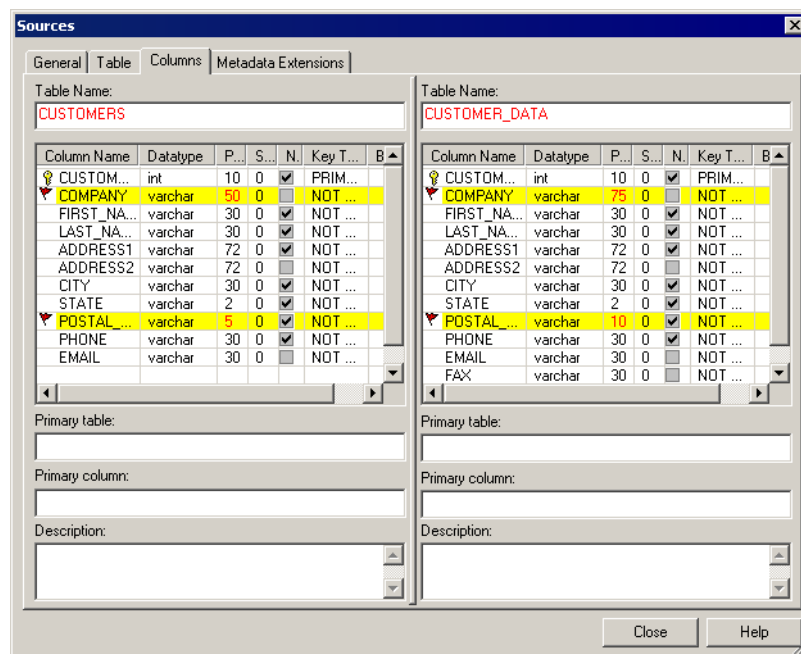 Sources
General Table Columns Metadata Extensions
Table Name:
CUSTOMERS
Column Name Datatype P... S... N. Key T... B
CUSTOM... int 10 0 PRIM...
COMPANY varchar 50 0 NOT ...
FIRST_NA... varchar 30 0 NOT ...
LAST_NA... varchar 30 0 NOT ...
ADDRESS1 varchar 72 0 NOT ...
ADDRESS2 varchar 72 0 NOT ...
CITY varchar 30 0 NOT ...
STATE varchar 2 0 NOT ...
POSTAL_... varchar 5 0 NOT ...
PHONE varchar 30 0 NOT ...
EMAIL varchar 30 0 NOT ...
Primary table:
Primary column:
Description:
Table Name:
CUSTOMER_DATA
Column Name Datatype P... S... N. Key T... B
CUSTOM... int 10 0 PRIM...
COMPANY varchar 75 0 NOT ...
FIRST_NA... varchar 30 0 NOT ...
LAST_NA... varchar 30 0 NOT ...
ADDRESS1 varchar 72 0 NOT ...
ADDRESS2 varchar 72 0 NOT ...
CITY varchar 30 0 NOT ...
STATE varchar 2 0 NOT ...
POSTAL_... varchar 10 0 NOT ...
PHONE varchar 30 0 NOT ...
EMAIL varchar 30 0 NOT ...
FAX varchar 30 0 NOT ...
Primary table:
Primary column:
Description:
Close Help